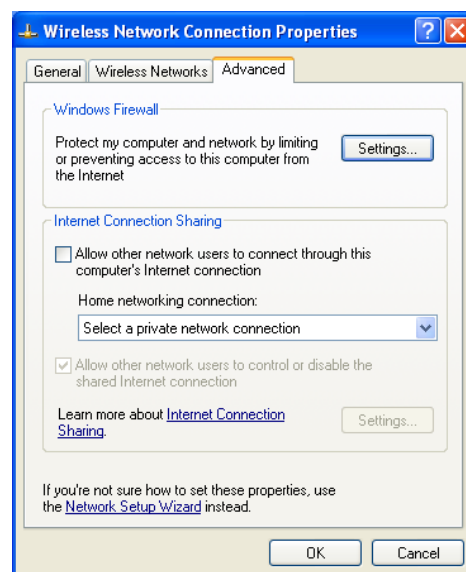 Wireless Network Connection Properties
General
Wireless Networks
Advanced
Windows Firewall
Protect my computer and network by limiting
or preventing access to this computer from
the Internet
Settings...
Internet Connection Sharing
Allow other network users to connect through this
computer's Internet connection
Home networking connection:
Select a private network connection
Allow other network users to control or disable the
shared Internet connection
Learn more about Internet Connection
Sharing.
Settings...
If you're not sure how to set these properties, use
the Network Setup Wizard instead.
OK
Cancel